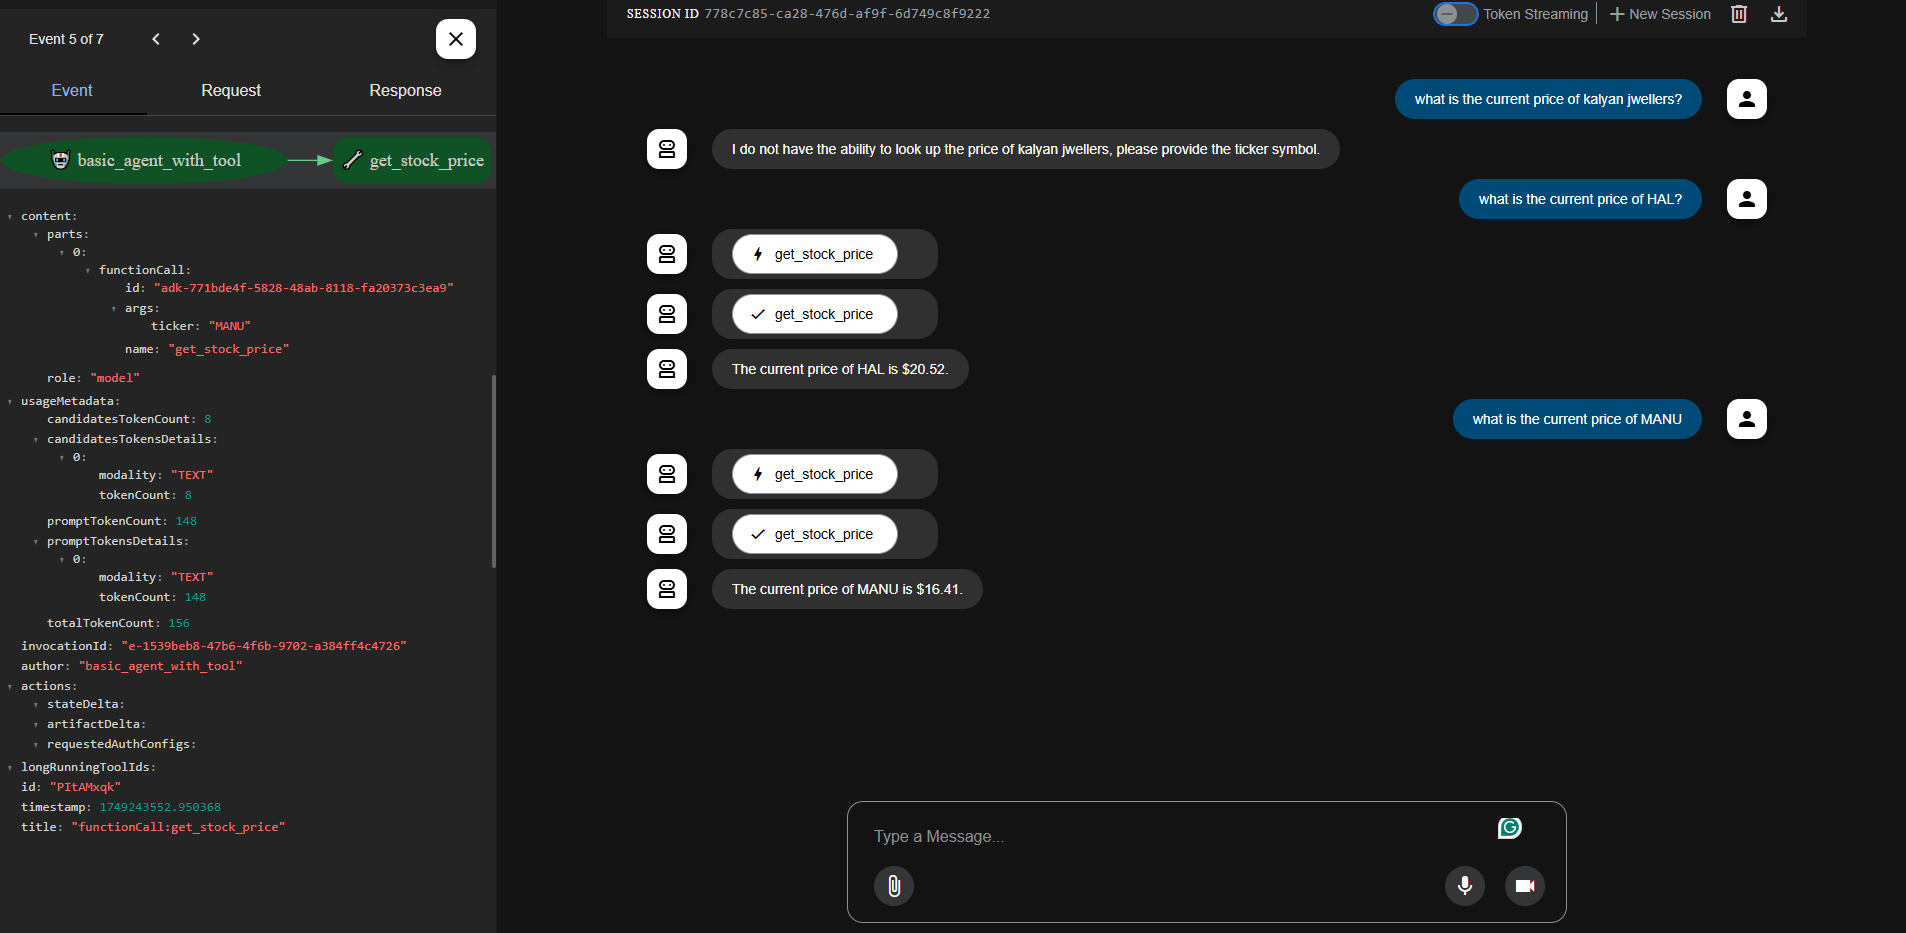 Event 5 of 7
Event
Request
Response
basic_agent_with_tool
get_stock_price
content:
parts:
0:
functionCall:
id: "adk-771bde4f-5828-48ab-8118-fa20373c3ea9"
args:
ticker: "MANU"
name: "get_stock_price"
role: "model"
usageMetadata:
candidatesTokenCount: 8
candidatesTokensDetails:
0:
modality: "TEXT"
tokenCount: 8
promptTokenCount: 148
promptTokensDetails:
0:
modality: "TEXT"
tokenCount: 148
totalTokenCount: 156
invocationId: "e-1539beb8-47b6-4f6b-9702-a384ff4c4726"
author: "basic_agent_with_tool"
actions:
stateDelta:
artifactDelta:
requestedAuthConfigs:
longRunningToolIds:
id: "PItAMxqk"
timestamp: 1749243552.950368
title: "functionCall:get_stock_price"
SESSION ID 778c7c85-ca28-476d-af9f-6d749c8f9222
Token Streaming
New Session
what is the current price of kalyan jwellers?
I do not have the ability to look up the price of kalyan jwellers, please provide the ticker symbol.
what is the current price of HAL?
get_stock_price
get_stock_price
The current price of HAL is $20.52.
what is the current price of MANU
get_stock_price
get_stock_price
The current price of MANU is $16.41.
Type a Message...